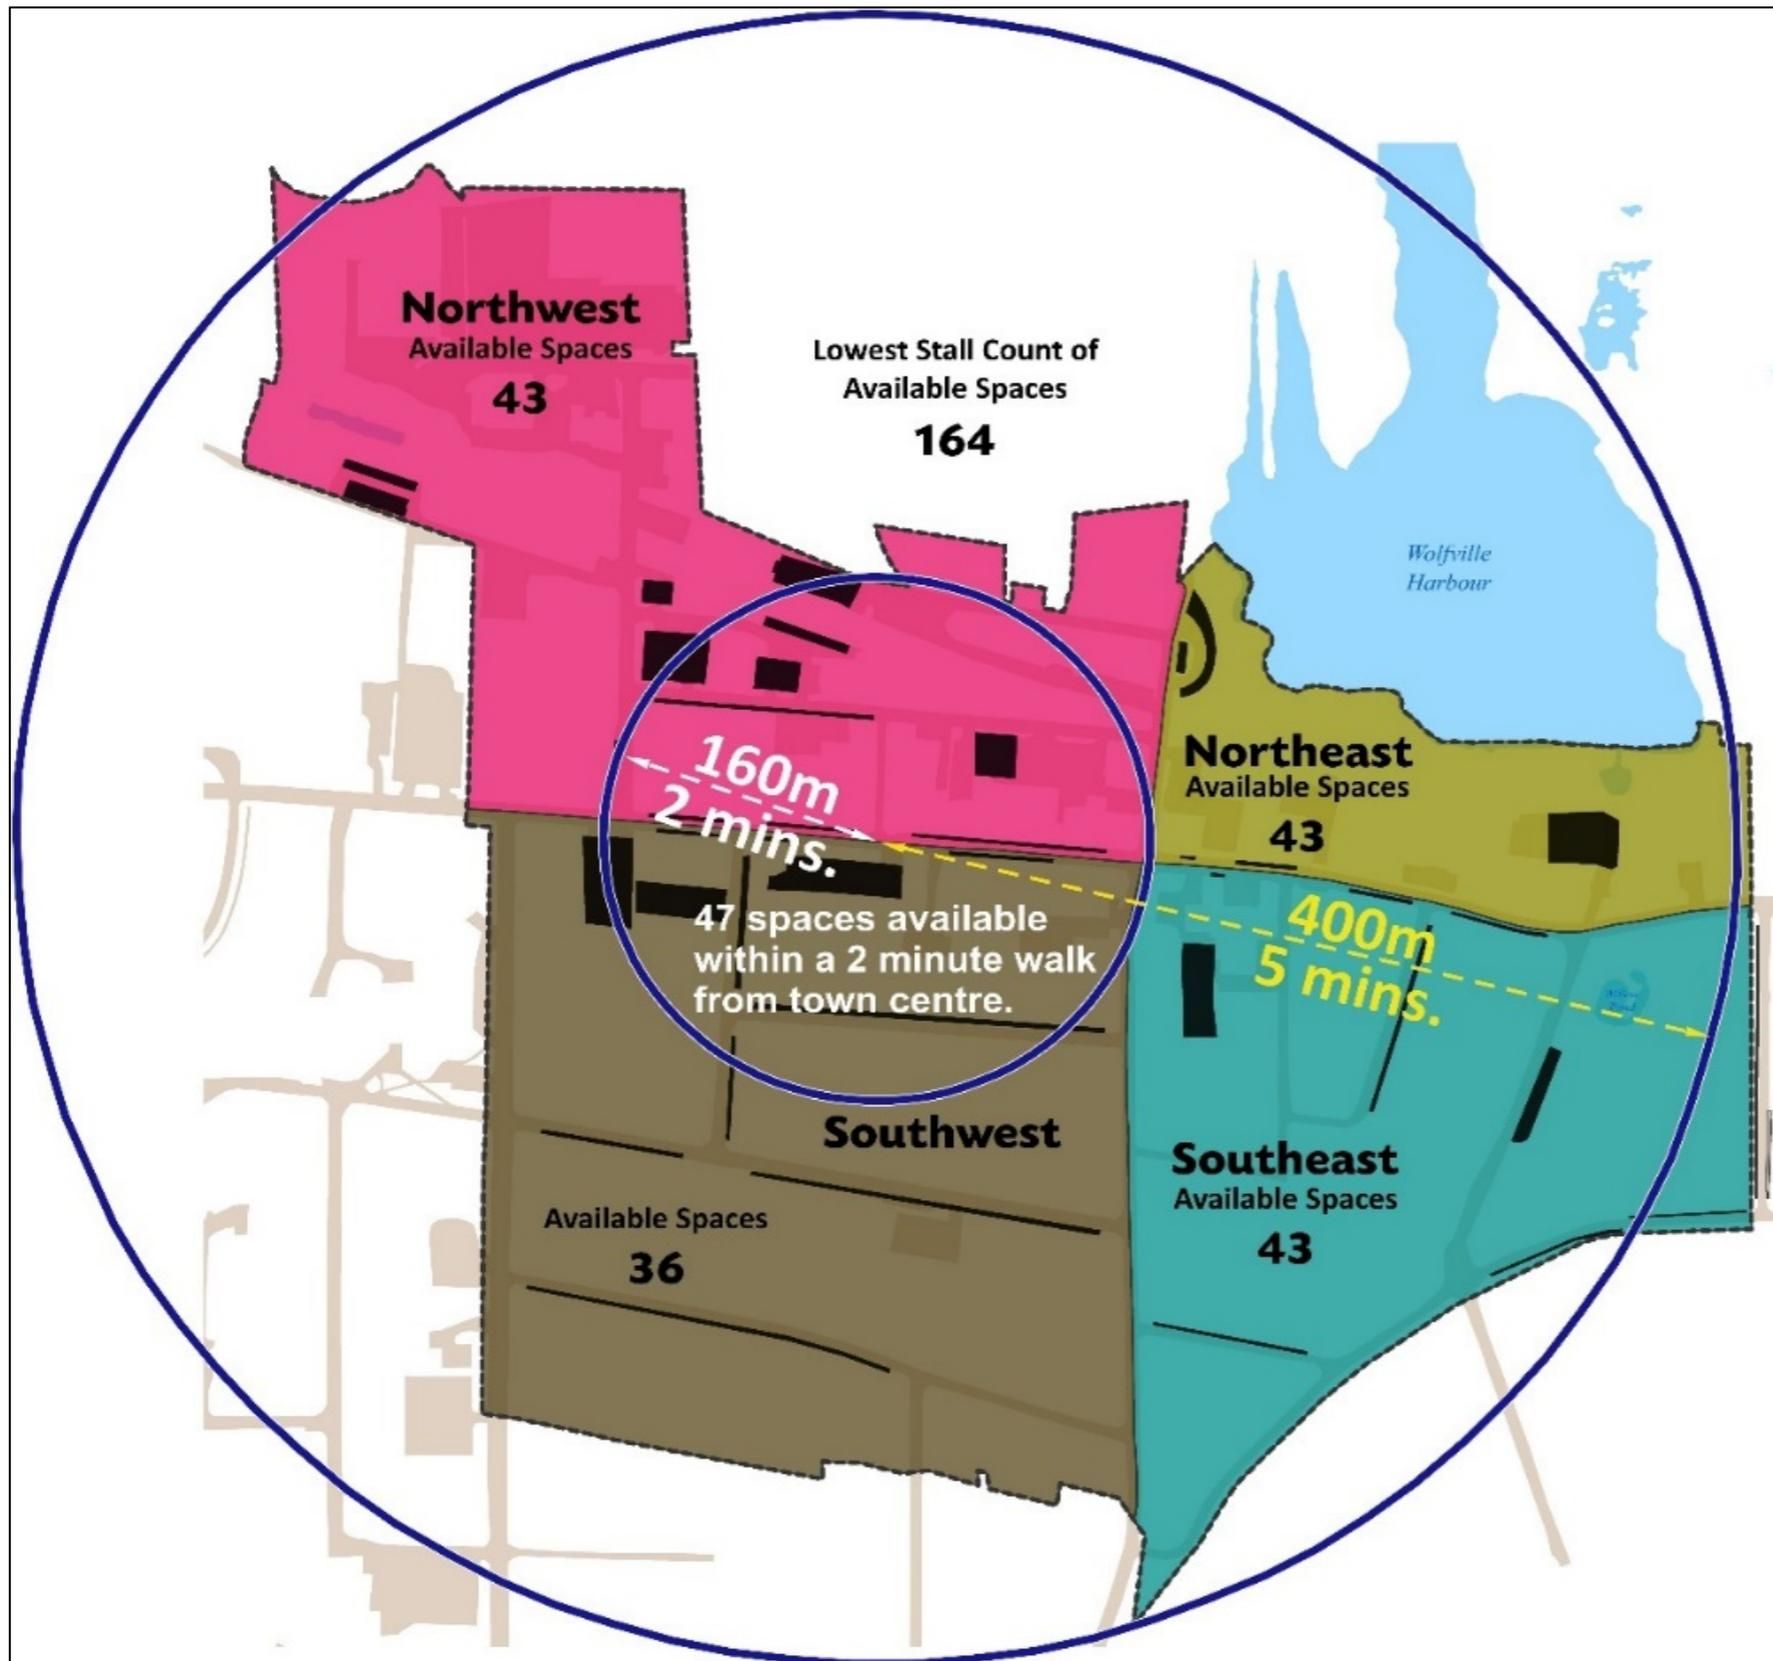 Northwest
Available Spaces
43
Lowest Stall Count of
Available Spaces
164
Wolfville
Harbour
Northeast
Available Spaces
43
160m
2 mins.
400m
5 mins.
47 spaces available
within a 2 minute walk
from town centre.
Southwest
Available Spaces
36
Southeast
Available Spaces
43